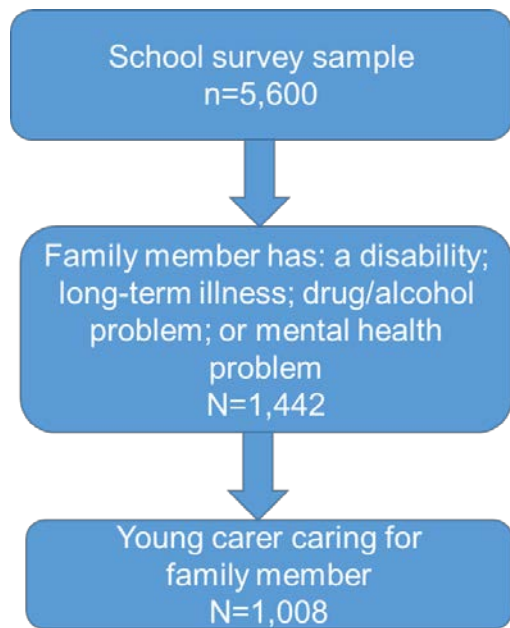 School survey sample
n=5,600
Family member has: a disability;
long-term illness; drug/alcohol
problem; or mental health
problem
N=1,442
Young carer caring for
family member
N=1,008